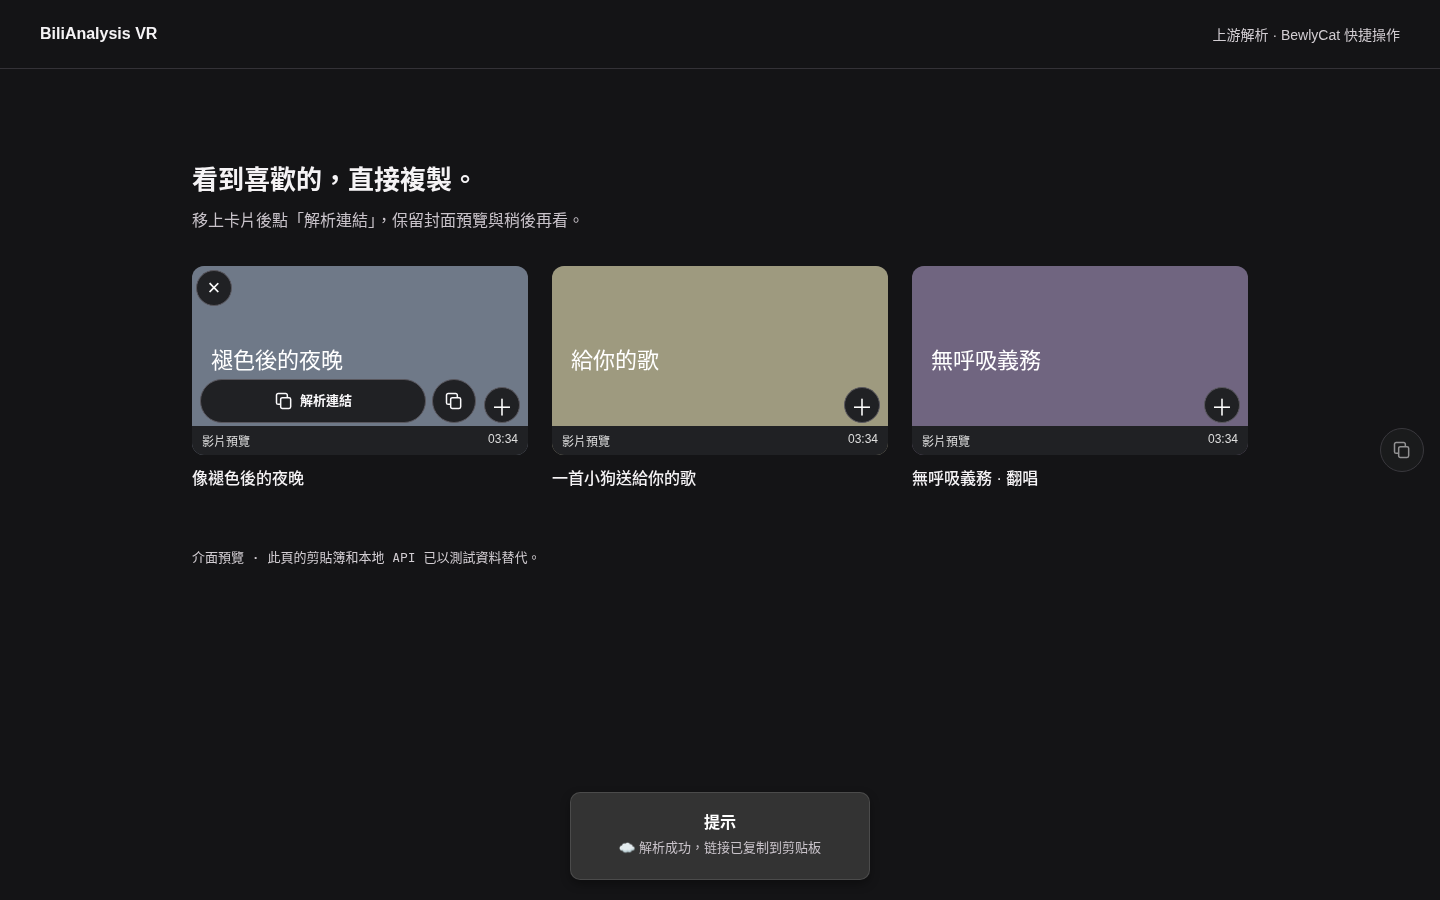 BiliAnalysis VR
上游解析 · BewlyCat 快捷操作
看到喜歡的，直接複製。
移上卡片後點「解析連結」，保留封面預覽與稍後再看。
褪色後的夜晚
解析連結
影片預覽 03:34
像褪色後的夜晚
給你的歌
影片預覽 03:34
一首小狗送給你的歌
無呼吸義務
影片預覽 03:34
無呼吸義務 · 翻唱
介面預覽 · 此頁的剪貼簿和本地 API 已以測試資料替代。
提示
☁️ 解析成功，链接已复制到剪贴板